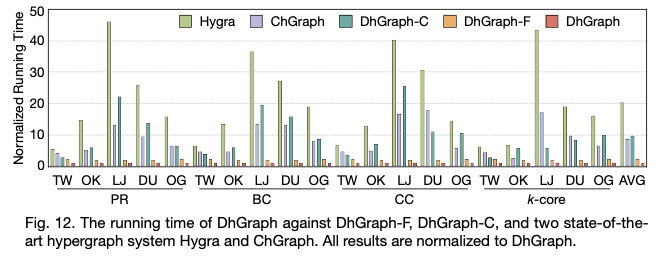 50
40
30
20
10
0
Normalized Running Time
Hygra ChGraph DhGraph-C DhGraph-F DhGraph
TW OK LJ DU OG TW OK LJ DU OG TW OK LJ DU OG TW OK LJ DU OG AVG
PR BC CC k-core
Fig. 12. The running time of DhGraph against DhGraph-F, DhGraph-C, and two state-of-the-
art hypergraph system Hygra and ChGraph. All results are normalized to DhGraph.